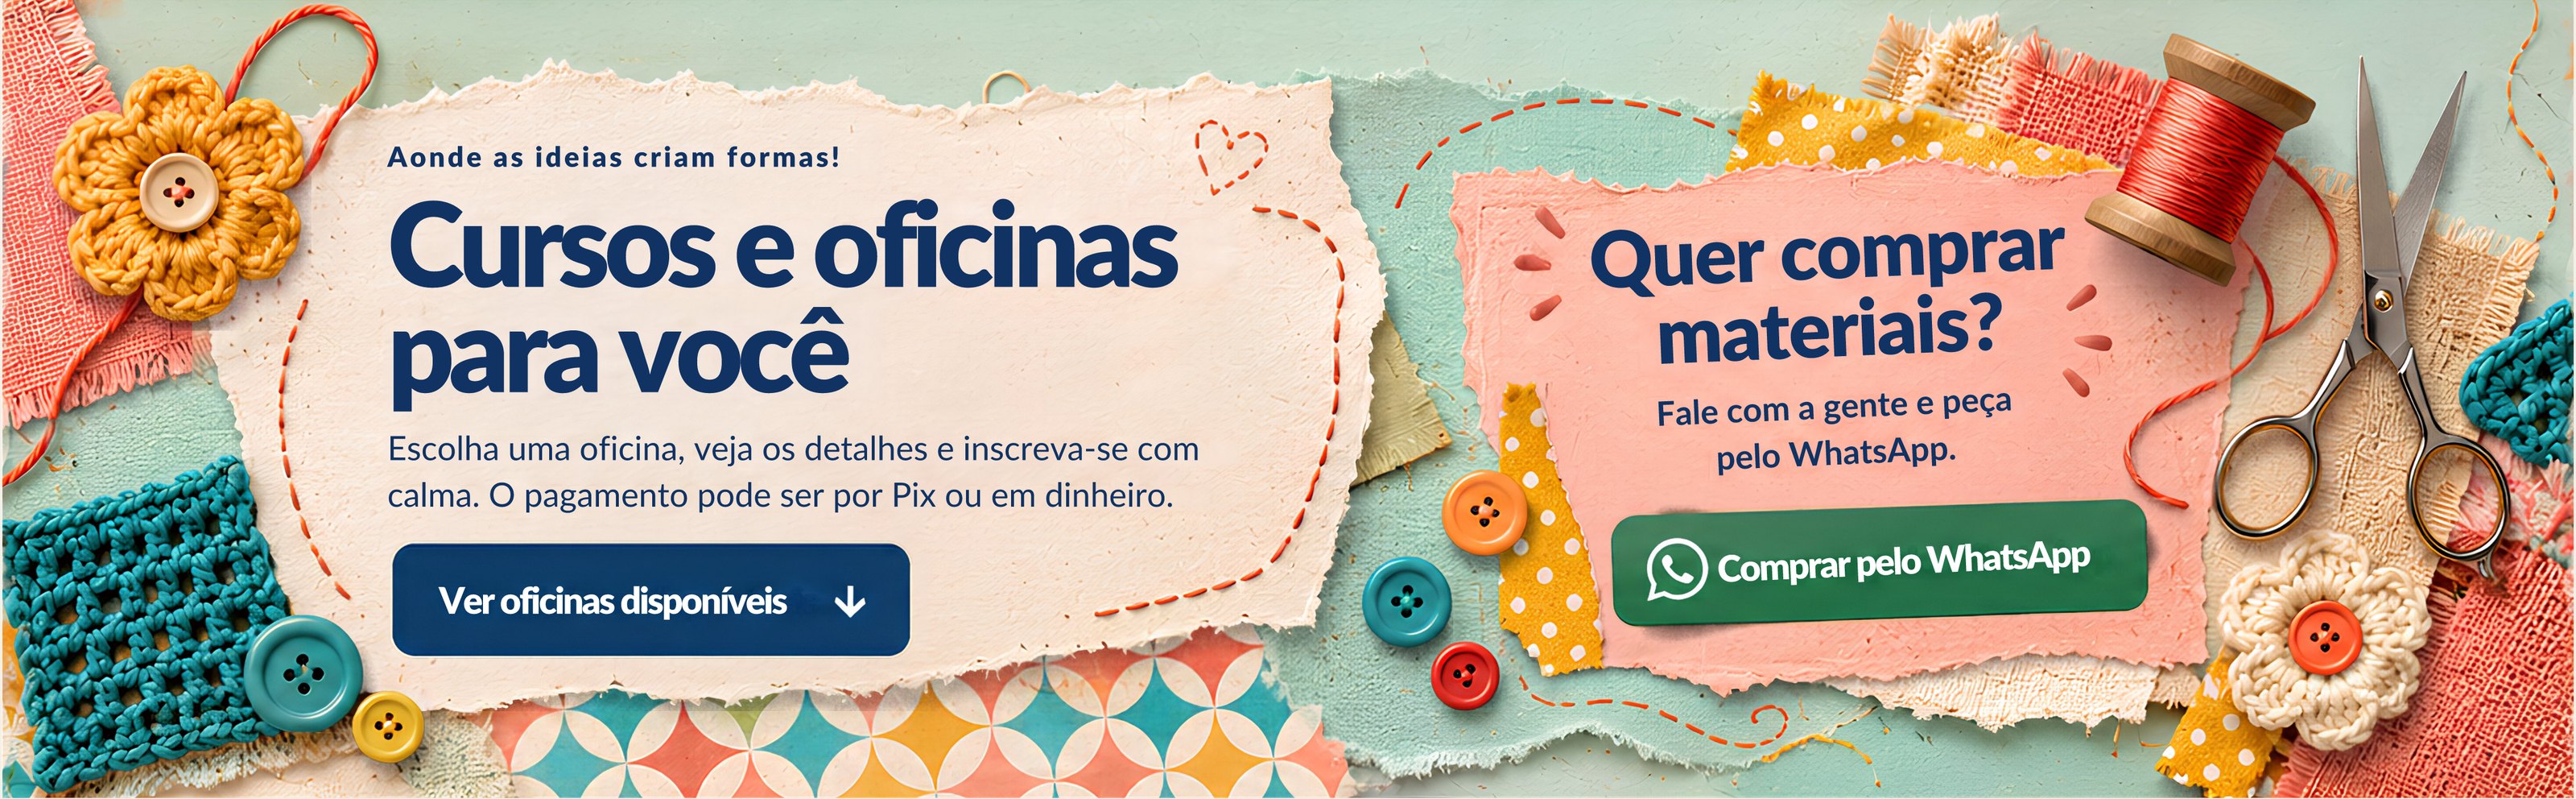 Aonde as ideias criam formas!
Cursos e oficinas
para você
Escolha uma oficina, veja os detalhes e inscreva-se com
calma. O pagamento pode ser por Pix ou em dinheiro.
Ver oficinas disponíveis
Quer comprar
materiais?
Fale com a gente e peça
pelo WhatsApp.
Comprar pelo WhatsApp